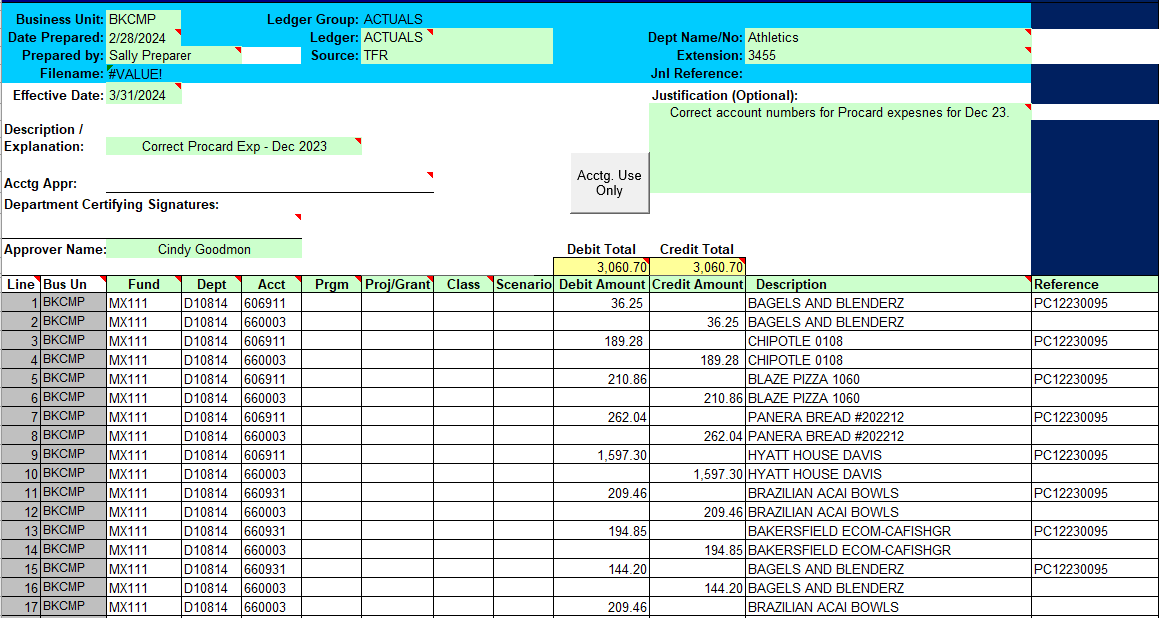 Business Unit: BKCMP Ledger Group: ACTUALS
Date Prepared: 2/28/2024 Ledger: ACTUALS Dept Name/No: Athletics
Prepared by: Sally Preparer Source: TFR Extension: 3455
Filename: #VALUE! Jnl Reference:
Effective Date: 3/31/2024 Justification (Optional):
Correct account numbers for Procard expesnes for Dec 23.
Description /
Explanation: Correct Procard Exp - Dec 2023
Acctg. Use
Only
Acctg Appr:
Department Certifying Signatures:
Approver Name: Cindy Goodmon Debit Total Credit Total
3,060.70 3,060.70
Line Bus Un Fund Dept Acct Prgm Proj/Grant Class Scenario Debit Amount Credit Amount Description Reference
1 BKCMP MX111 D10814 606911 36.25 BAGELS AND BLENDERZ PC12230095
2 BKCMP MX111 D10814 660003 36.25 BAGELS AND BLENDERZ
3 BKCMP MX111 D10814 606911 189.28 CHIPOTLE 0108 PC12230095
4 BKCMP MX111 D10814 660003 189.28 CHIPOTLE 0108
5 BKCMP MX111 D10814 606911 210.86 BLAZE PIZZA 1060 PC12230095
6 BKCMP MX111 D10814 660003 210.86 BLAZE PIZZA 1060
7 BKCMP MX111 D10814 606911 262.04 PANERA BREAD #202212 PC12230095
8 BKCMP MX111 D10814 660003 262.04 PANERA BREAD #202212
9 BKCMP MX111 D10814 606911 1,597.30 HYATT HOUSE DAVIS PC12230095
10 BKCMP MX111 D10814 660003 1,597.30 HYATT HOUSE DAVIS
11 BKCMP MX111 D10814 660931 209.46 BRAZILIAN ACAI BOWLS PC12230095
12 BKCMP MX111 D10814 660003 209.46 BRAZILIAN ACAI BOWLS
13 BKCMP MX111 D10814 660931 194.85 BAKERSFIELD ECOM-CAFISHGR PC12230095
14 BKCMP MX111 D10814 660003 194.85 BAKERSFIELD ECOM-CAFISHGR
15 BKCMP MX111 D10814 660931 144.20 BAGELS AND BLENDERZ PC12230095
16 BKCMP MX111 D10814 660003 144.20 BAGELS AND BLENDERZ
17 BKCMP MX111 D10814 660003 209.46 BRAZILIAN ACAI BOWLS